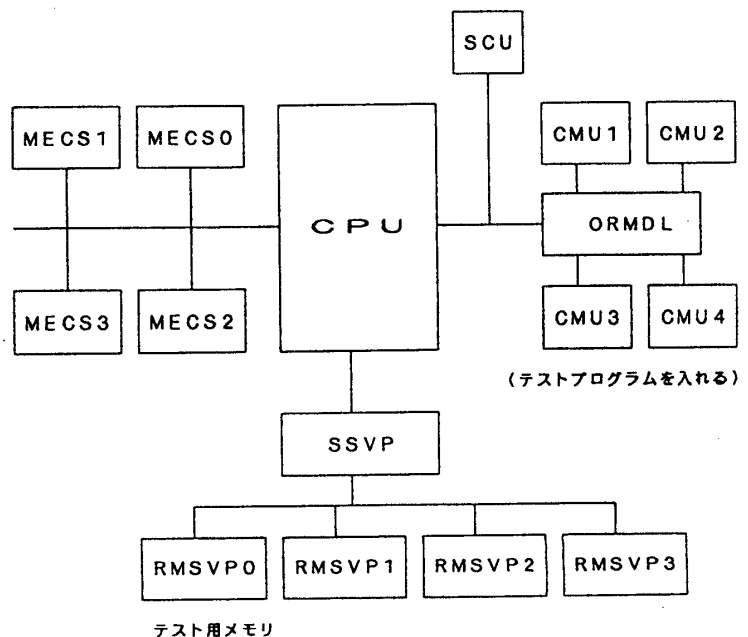 SCU
MECS1
MECS0
CPU
CMU1
CMU2
ORMDL
MECS3
MECS2
CMU3
CMU4
(テストプログラムを入れる)
SSVP
RMSVP0
RMSVP1
RMSVP2
RMSVP3
テスト用メモリ